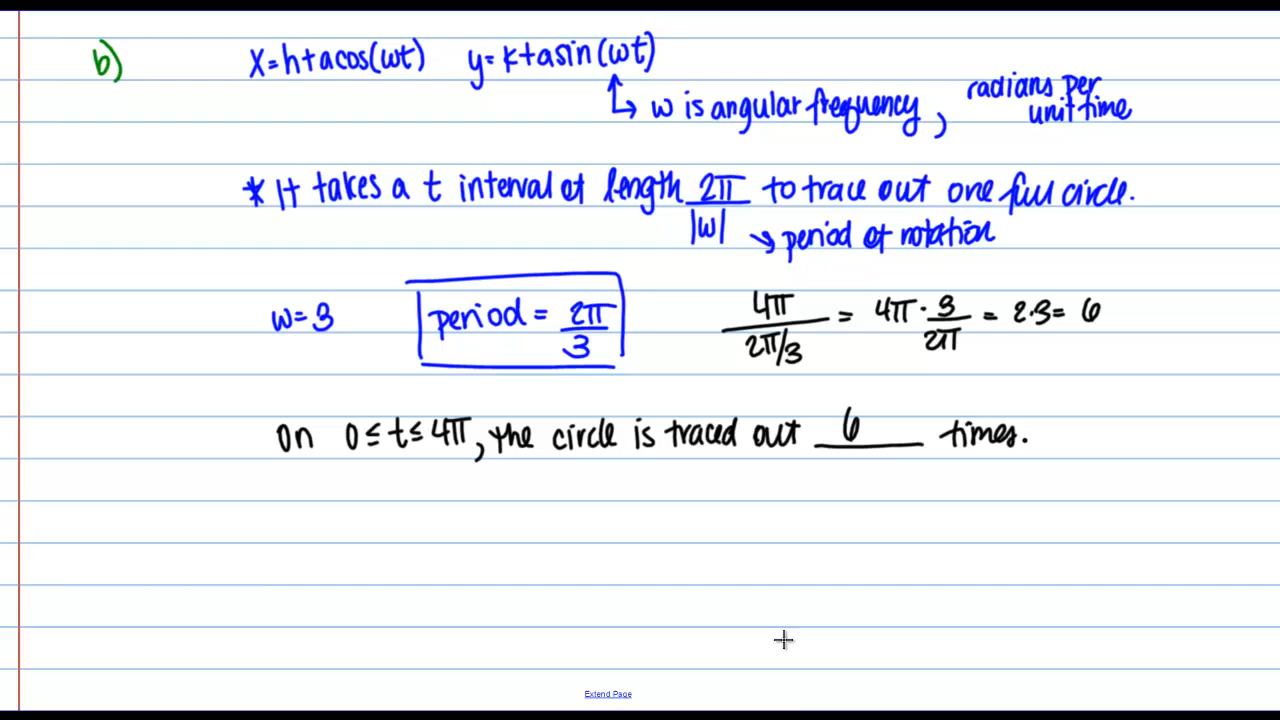 b) x=h+acos(ωt) y=k+asin(ωt)
ω is angular frequency, radians per unit time
* It takes a t interval of length 2π/|ω| to trace out one full circle.
period of rotation
ω=3 period = 2π/3 4π/(2π/3) = 4π · 3/2π = 2·3= 6
On 0 ≤ t ≤ 4π, the circle is traced out 6 times.
Extend Page